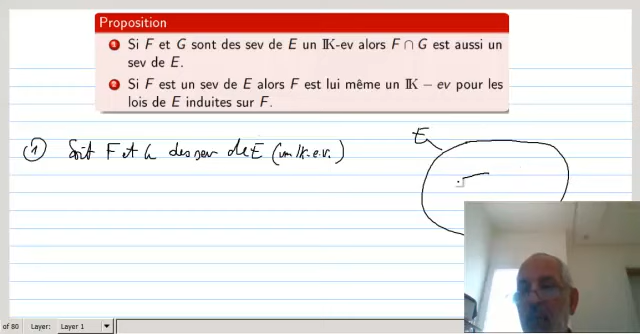 Proposition
1 Si F et G sont des sev de E un 𝕂-ev alors F ∩ G est aussi un
sev de E.
2 Si F est un sev de E alors F est lui même un 𝕂 − ev pour les
lois de E induites sur F.
① Soit F et G des sev de E (un 𝕂.e.v.)
E
of 80 Layer: Layer 1